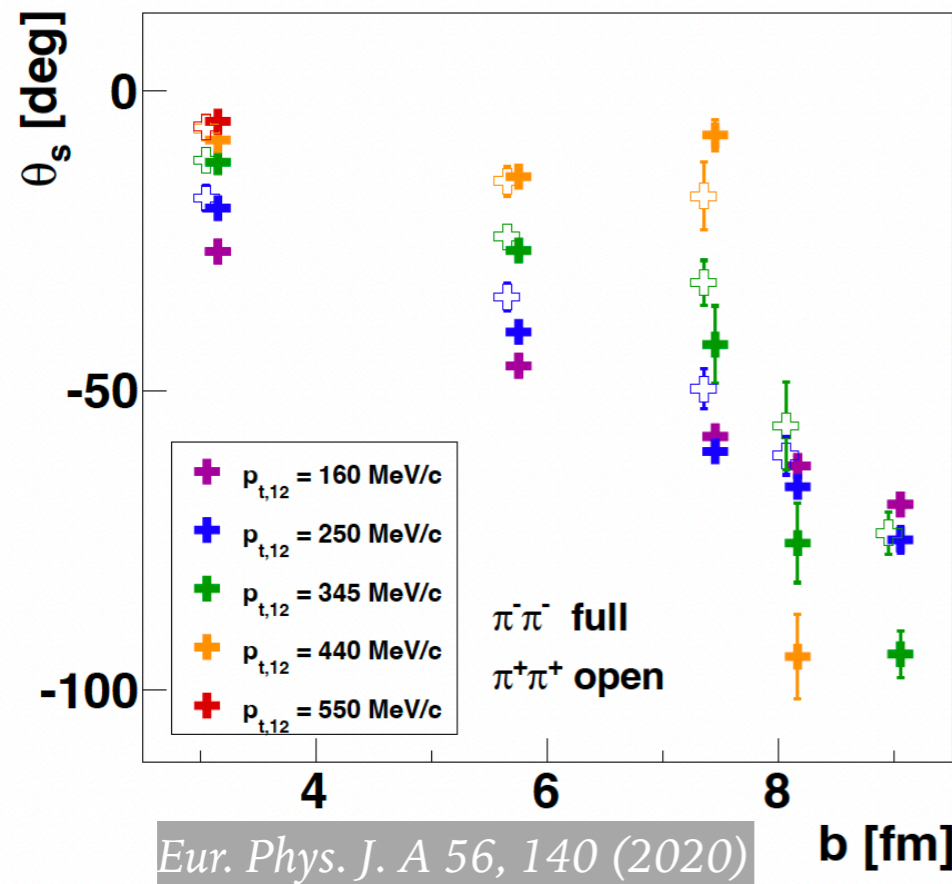 θs [deg]
0
-50
-100
pt,12 = 160 MeV/c
pt,12 = 250 MeV/c
pt,12 = 345 MeV/c
pt,12 = 440 MeV/c
pt,12 = 550 MeV/c
π-π- full
π+π+ open
4 6 8
b [fm]
Eur. Phys. J. A 56, 140 (2020)